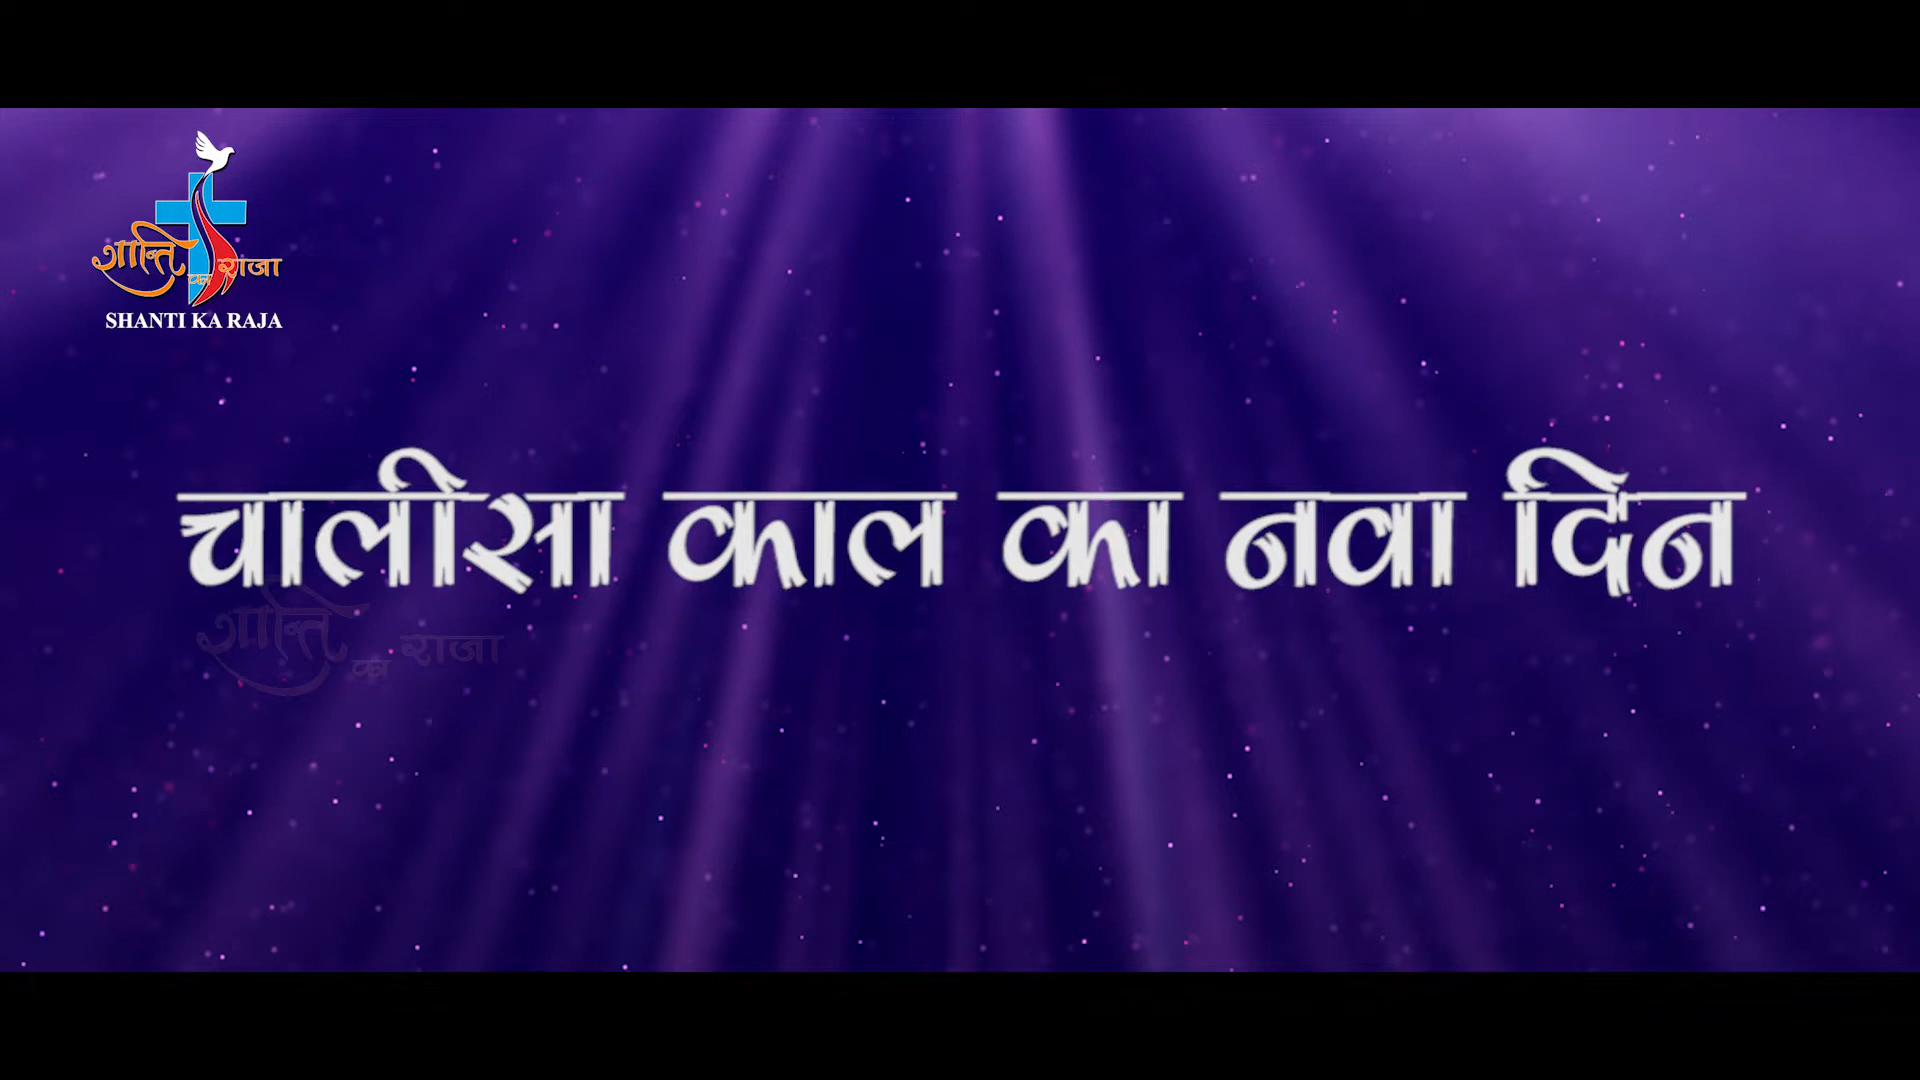 शान्ति का राजा
SHANTI KA RAJA
चालीसा काल का नवा दिन
शान्ति का राजा